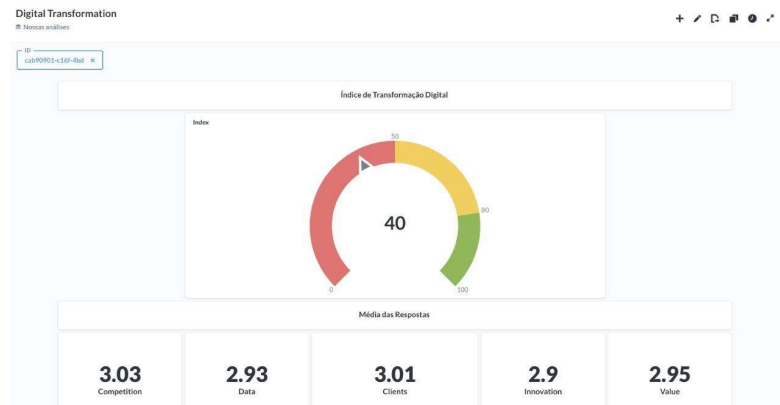 Digital Transformation
Nossas análises
ID
cab90901-c16f-4bd ×
Índice de Transformação Digital
Index
50
80
40
0
100
Média das Respostas
3.03
Competition
2.93
Data
3.01
Clients
2.9
Innovation
2.95
Value